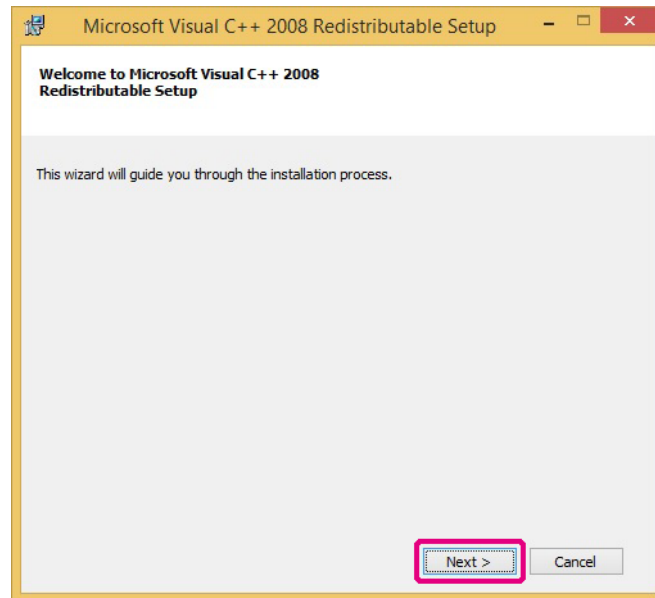 Microsoft Visual C++ 2008 Redistributable Setup
Welcome to Microsoft Visual C++ 2008
Redistributable Setup
This wizard will guide you through the installation process.
Next >
Cancel